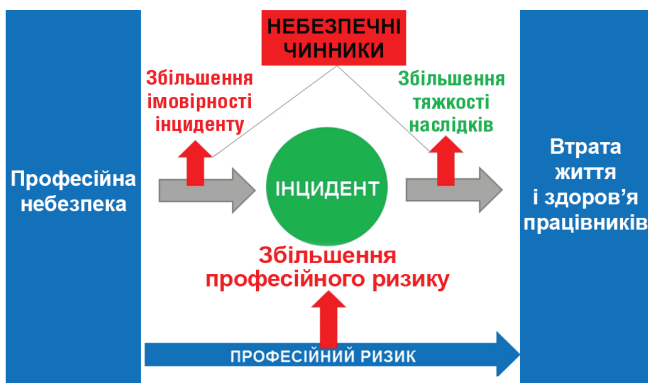 НЕБЕЗПЕЧНІ
ЧИННИКИ
Збільшення
імовірності
інциденту
Збільшення
тяжкості
наслідків
Професійна
небезпека
ІНЦИДЕНТ
Втрата
життя
і здоров’я
працівників
Збільшення
професійного ризику
ПРОФЕСІЙНИЙ РИЗИК